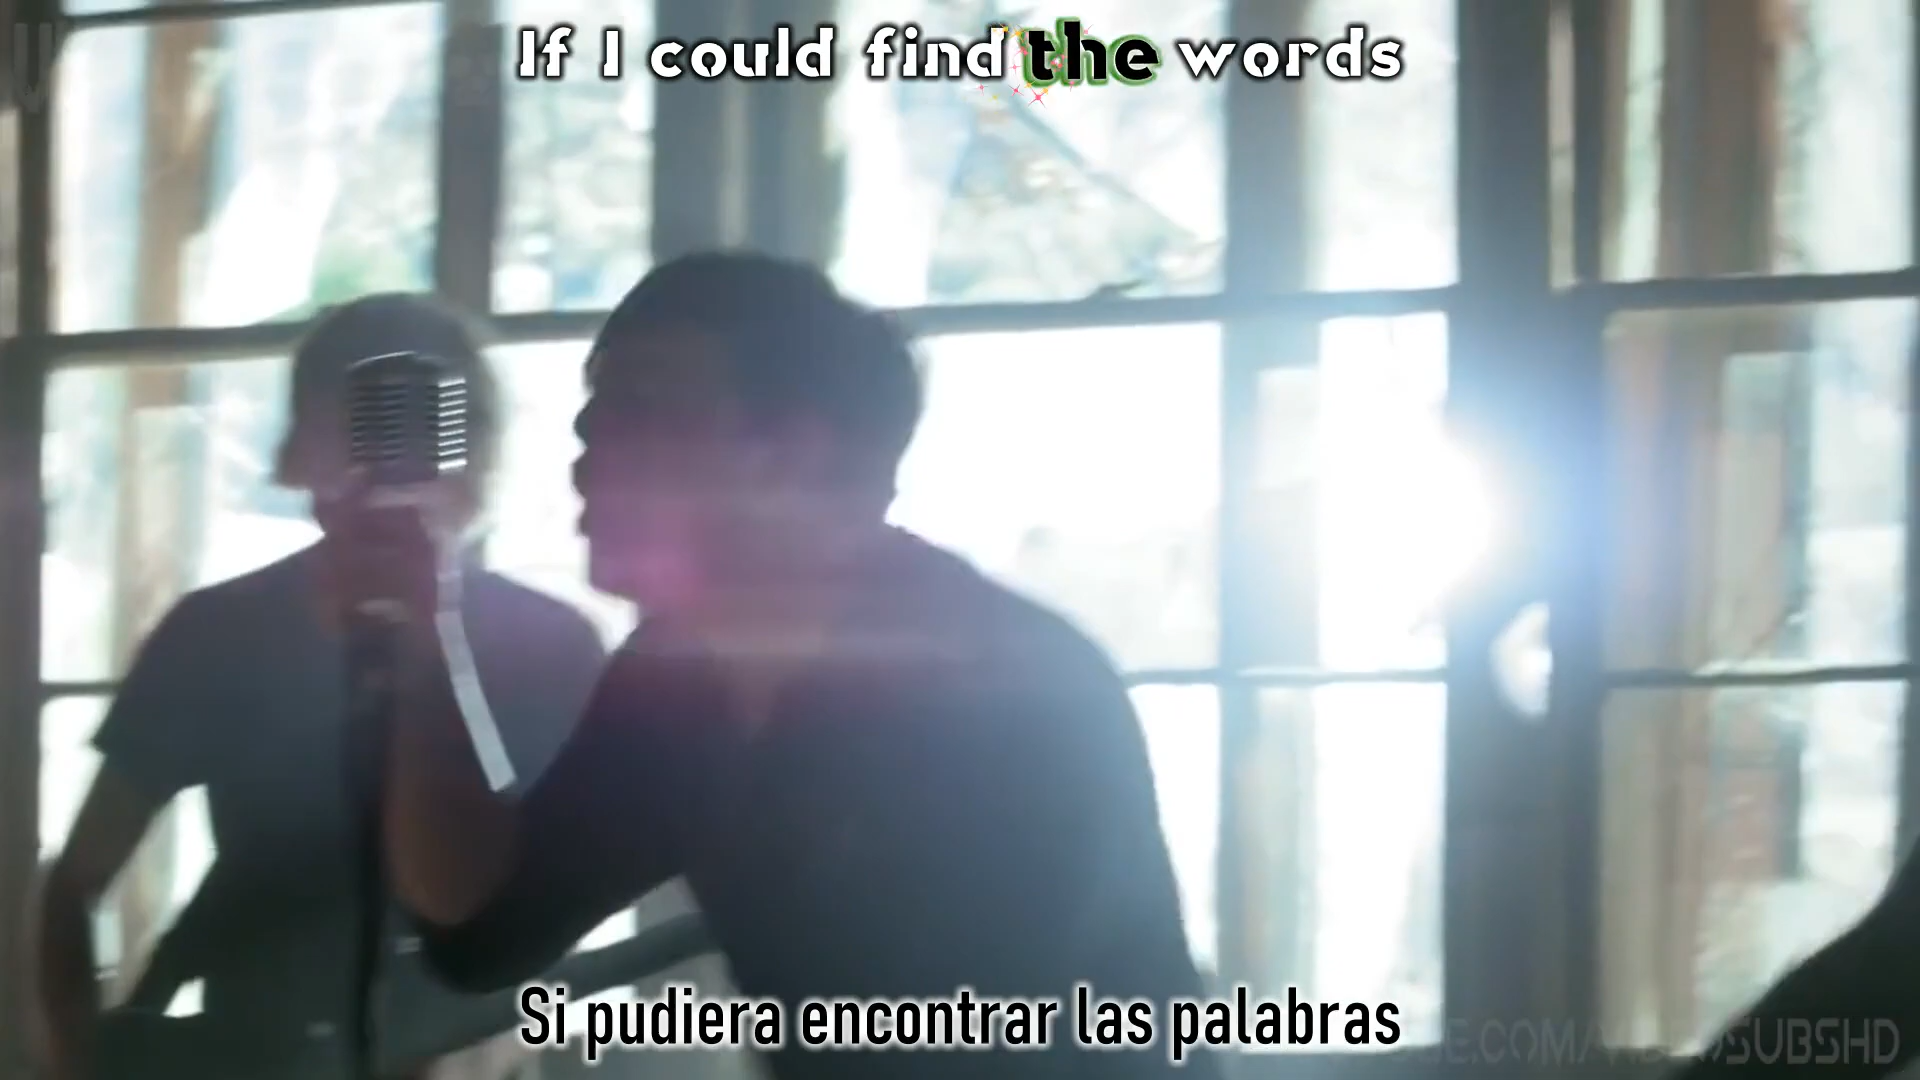 If I could find the words
Si pudiera encontrar las palabras